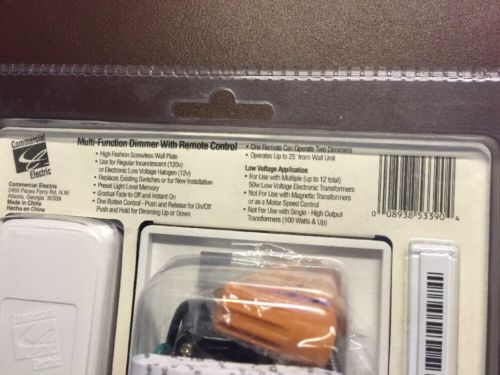 Commercial
Electric
Commercial Electric
2455 Paces Ferry Rd. N.W.
Atlanta, Georgia 30339
Made in China
Hecho en China
Multi-Function Dimmer With Remote Control
• High Fashion-Screwless Wall Plate
• Use for Regular Incandescent (120v)
or Electronic Low Voltage Halogen (12v)
• Replaces Existing Switches or for New Installation
• Preset Light Level Memory
• Gradual Fade to Off and Instant On
• One Button Control - Push and Release for On/Off
Push and Hold for Dimming Up or Down
• One Remote Can Operate Two Dimmers
• Operates Up to 25' from Wall Unit
Low Voltage Application
• For Use with Multiple (up to 12 total)
50w Low Voltage Electronic Transformers
• Not For Use with Magnetic Transformers
or as a Motor Speed Control
• Not For Use with Single - High Output
Transformers (100 Watts & Up)
0 08938 53390 4
Commercial
Electric